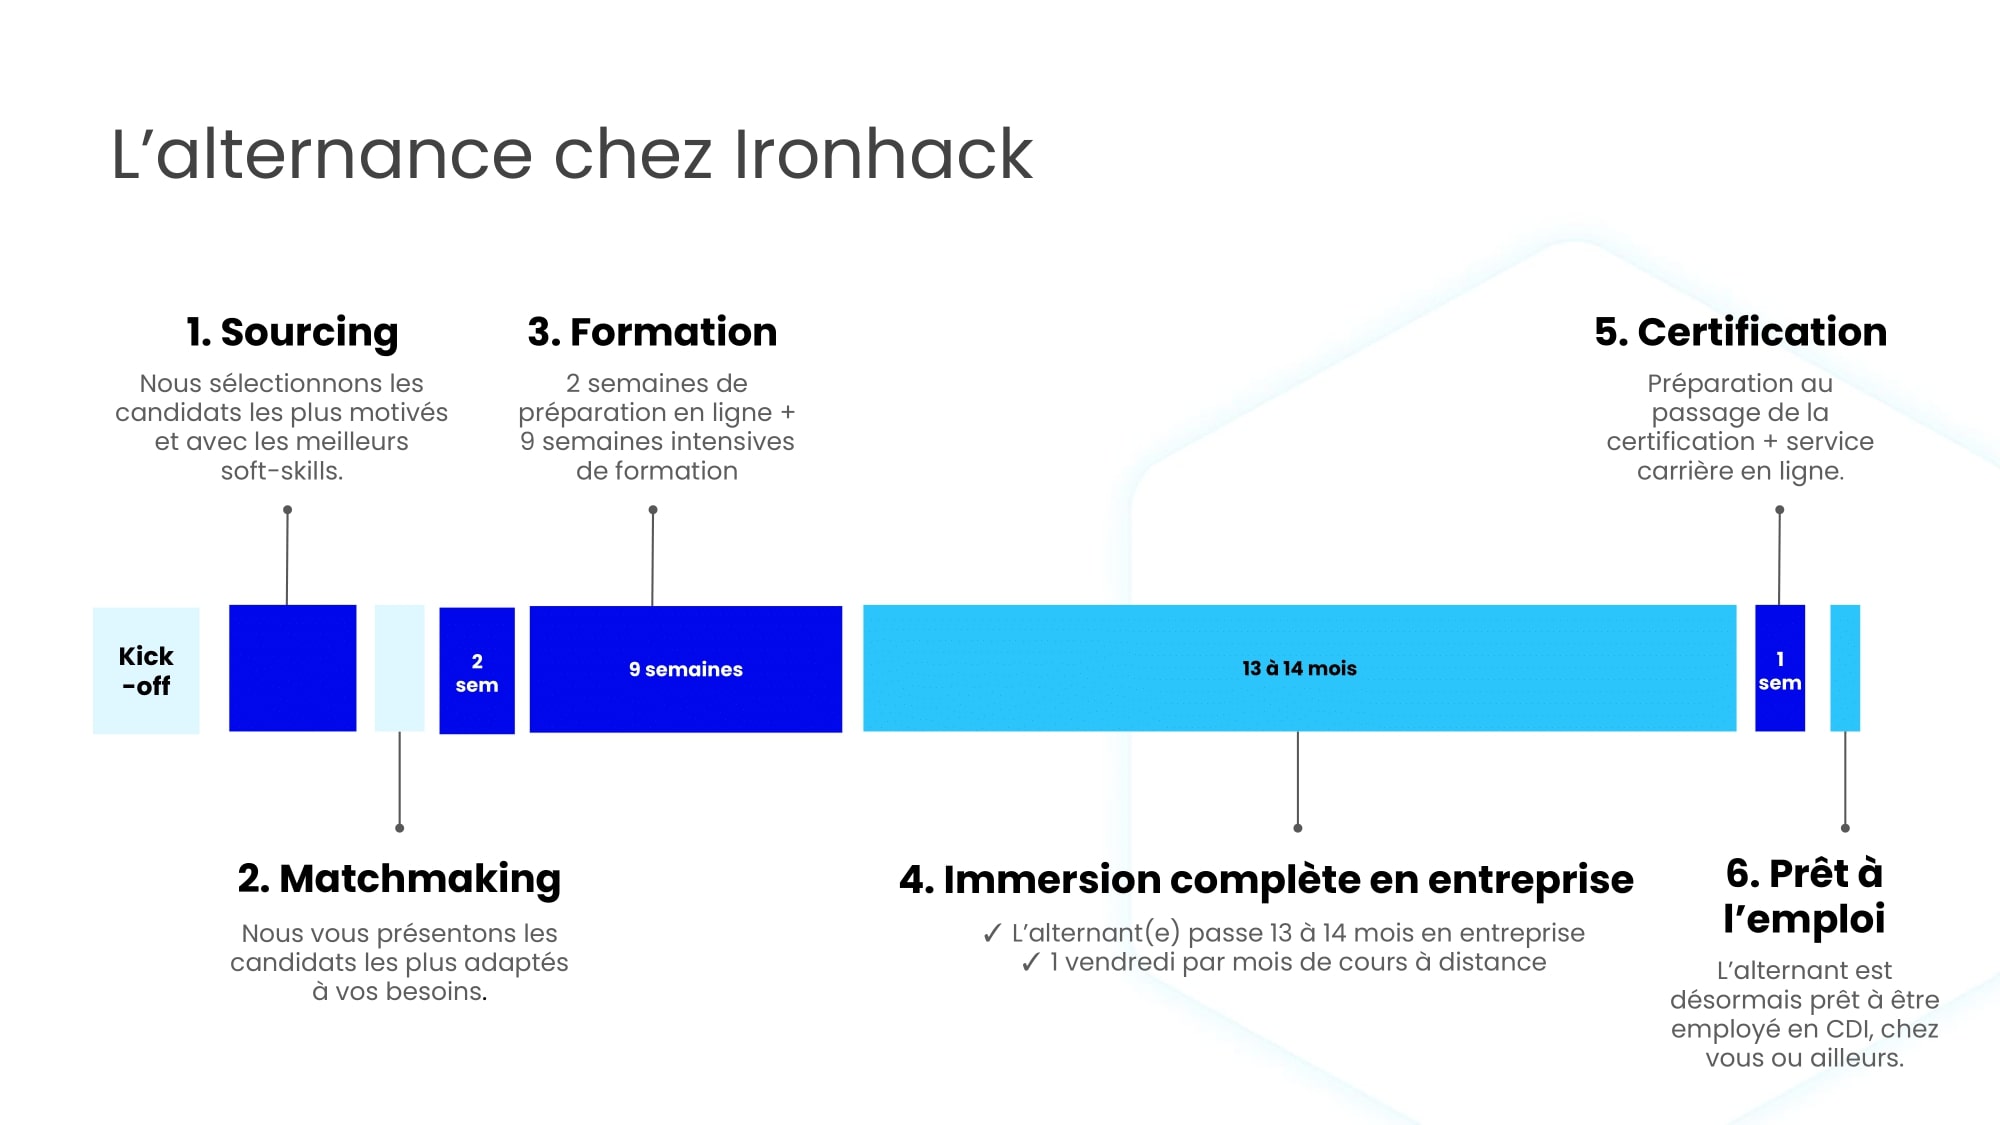 L’alternance chez Ironhack
1. Sourcing
Nous sélectionnons les
candidats les plus motivés
et avec les meilleurs
soft-skills.
3. Formation
2 semaines de
préparation en ligne +
9 semaines intensives
de formation
5. Certification
Préparation au
passage de la
certification + service
carrière en ligne.
Kick
-off
2
sem
9 semaines
13 à 14 mois
1
sem
2. Matchmaking
Nous vous présentons les
candidats les plus adaptés
à vos besoins.
4. Immersion complète en entreprise
✓ L’alternant(e) passe 13 à 14 mois en entreprise
✓ 1 vendredi par mois de cours à distance
6. Prêt à
l’emploi
L’alternant est
désormais prêt à être
employé en CDI, chez
vous ou ailleurs.